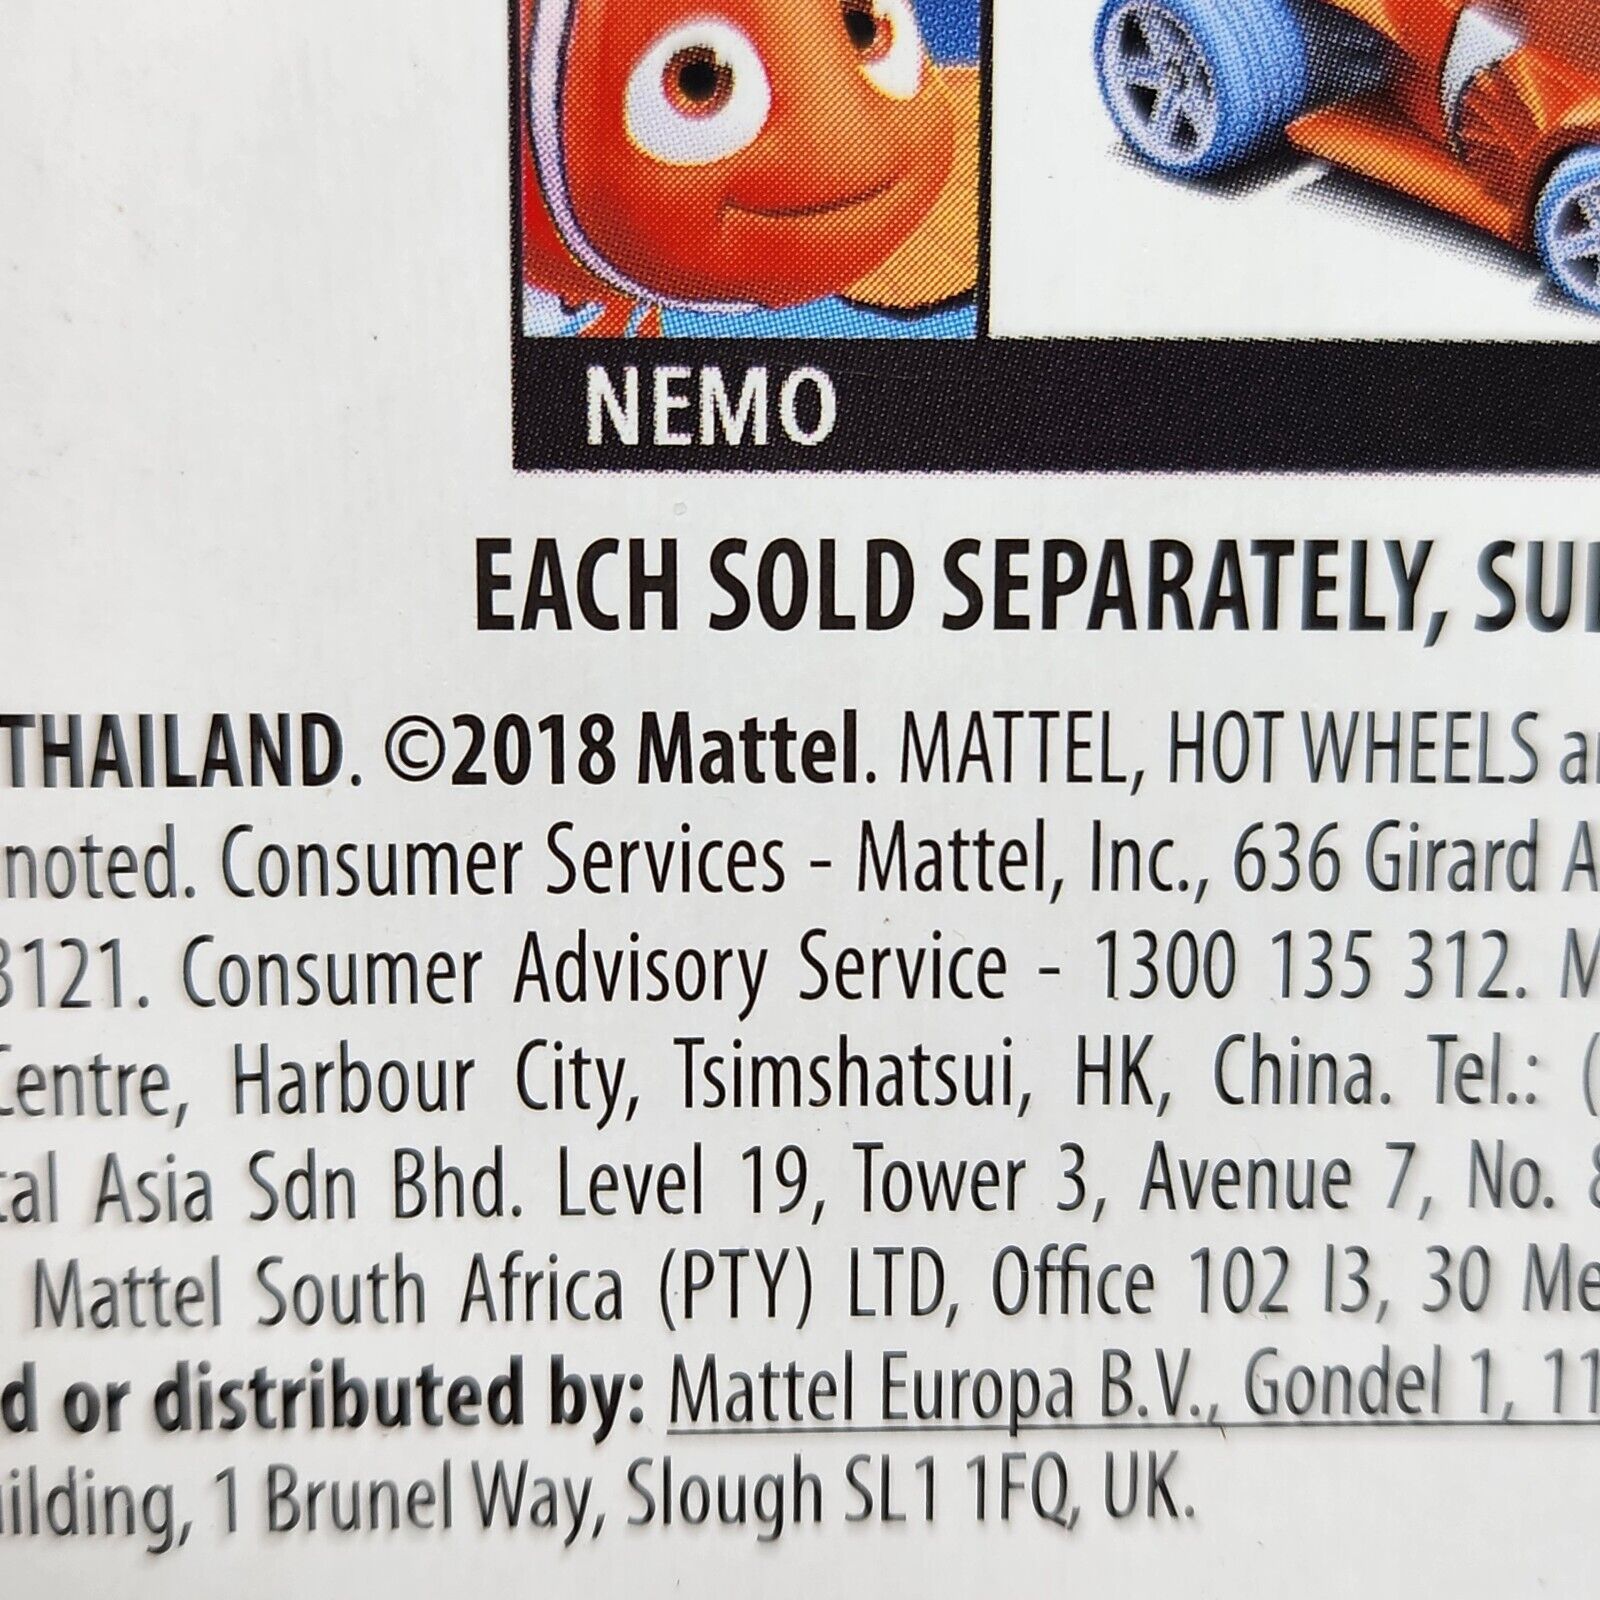 NEMO
EACH SOLD SEPARATELY,
THAILAND. ©2018 Mattel. MATTEL, HOT WHEELS
noted. Consumer Services - Mattel, Inc., 636 Girard
3121. Consumer Advisory Service - 1300 135 312.
Centre, Harbour City, Tsimshatsui, HK, China. Tel.: (
Asia Sdn Bhd. Level 19, Tower 3, Avenue 7, No.
Mattel South Africa (PTY) LTD, Office 102 I3, 30
or distributed by: Mattel Europa B.V., Gondel 1, 11
1 Brunel Way, Slough SL1 1FQ, UK.